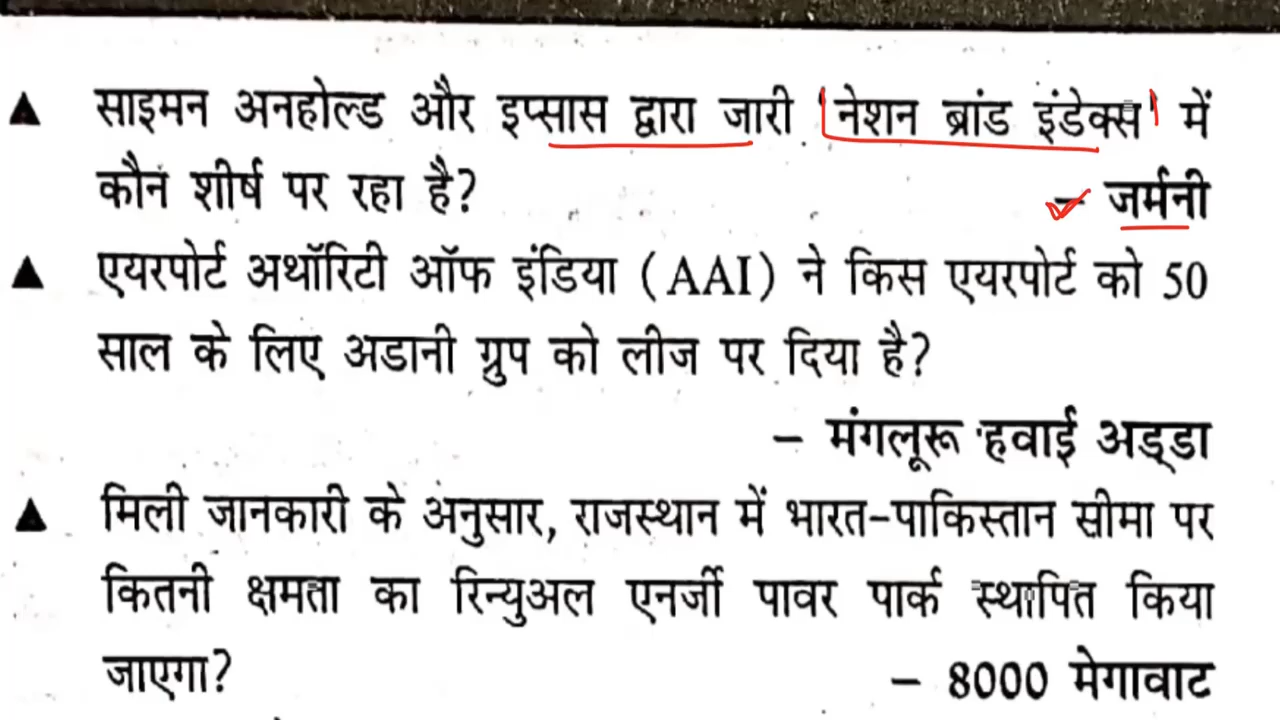 ▲ साइमन अनहोल्ड और इप्सास द्वारा जारी 'नेशन ब्रांड इंडेक्स' में
कौन शीर्ष पर रहा है? – जर्मनी
▲ एयरपोर्ट अथॉरिटी ऑफ इंडिया (AAI) ने किस एयरपोर्ट को 50
साल के लिए अडानी ग्रुप को लीज पर दिया है?
– मंगलूरू हवाई अड्डा
▲ मिली जानकारी के अनुसार, राजस्थान में भारत-पाकिस्तान सीमा पर
कितनी क्षमता का रिन्युअल एनर्जी पावर पार्क स्थापित किया
जाएगा? – 8000 मेगावाट